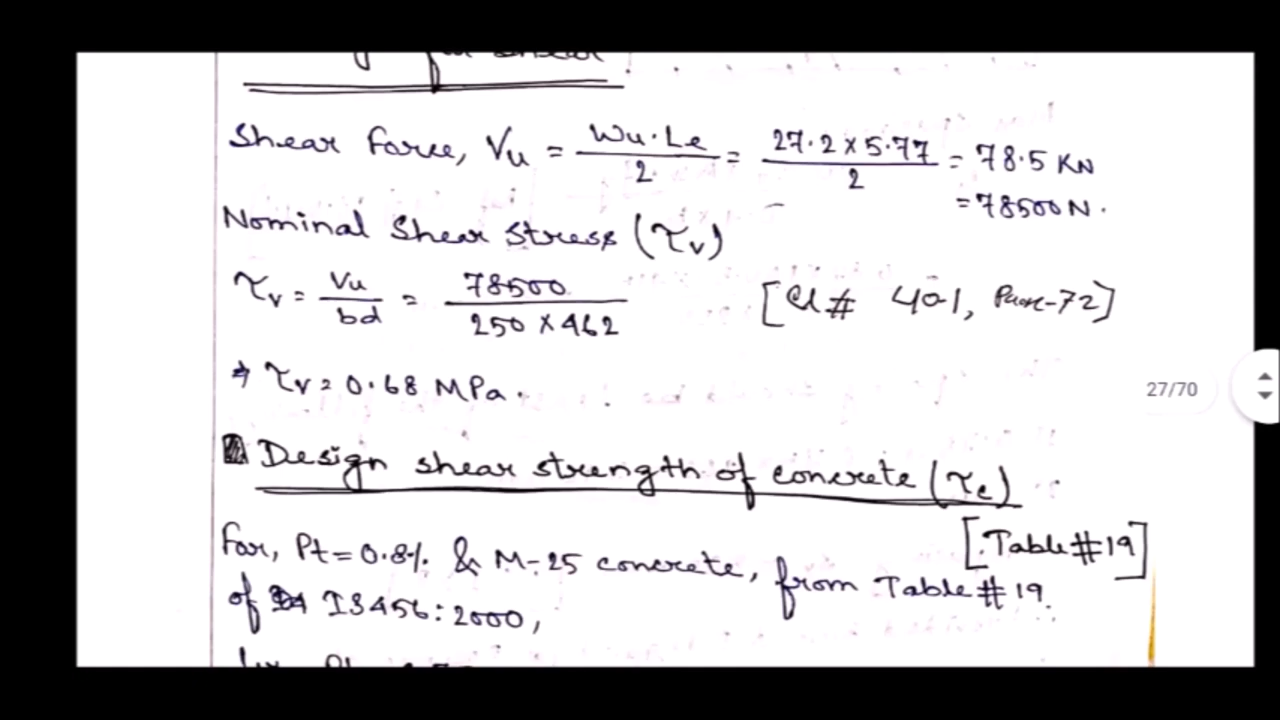 for shear
Shear force, Vu = Wu.Le / 2 = 27.2 x 5.77 / 2 = 78.5 KN
= 78500 N.
Nominal Shear Stress (τv)
τv = Vu / bd = 78500 / 250 x 462 [Cl # 40.1, Page-72]
⇒ τv = 0.68 MPa.
Design shear strength of concrete (τc)
[Table # 19]
For, Pt = 0.8% & M-25 concrete, from Table # 19.
of IS456:2000,
27/70